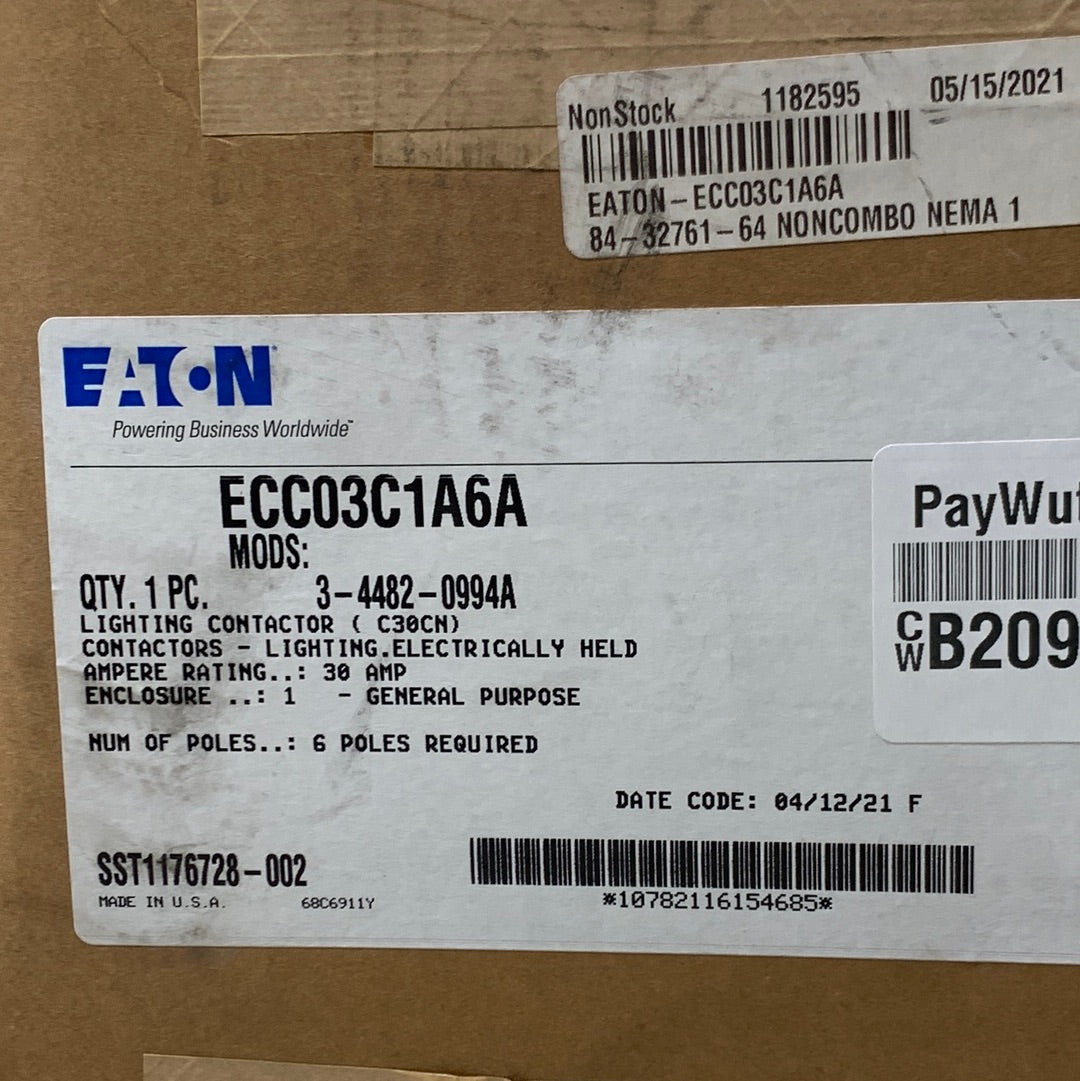 NonStock 1182595 05/15/2021
EATON-ECC03C1A6A
84-32761-64 NONCOMBO NEMA 1
EATON
Powering Business Worldwide™
ECC03C1A6A
MODS:
QTY. 1 PC. 3-4482-0994A
LIGHTING CONTACTOR ( C30CN)
CONTACTORS - LIGHTING.ELECTRICALLY HELD
AMPERE RATING..: 30 AMP
ENCLOSURE ..: 1 - GENERAL PURPOSE
NUM OF POLES..: 6 POLES REQUIRED
DATE CODE: 04/12/21 F
SST1176728-002
MADE IN U.S.A. 68C6911Y
*10782116154685*
CW B209